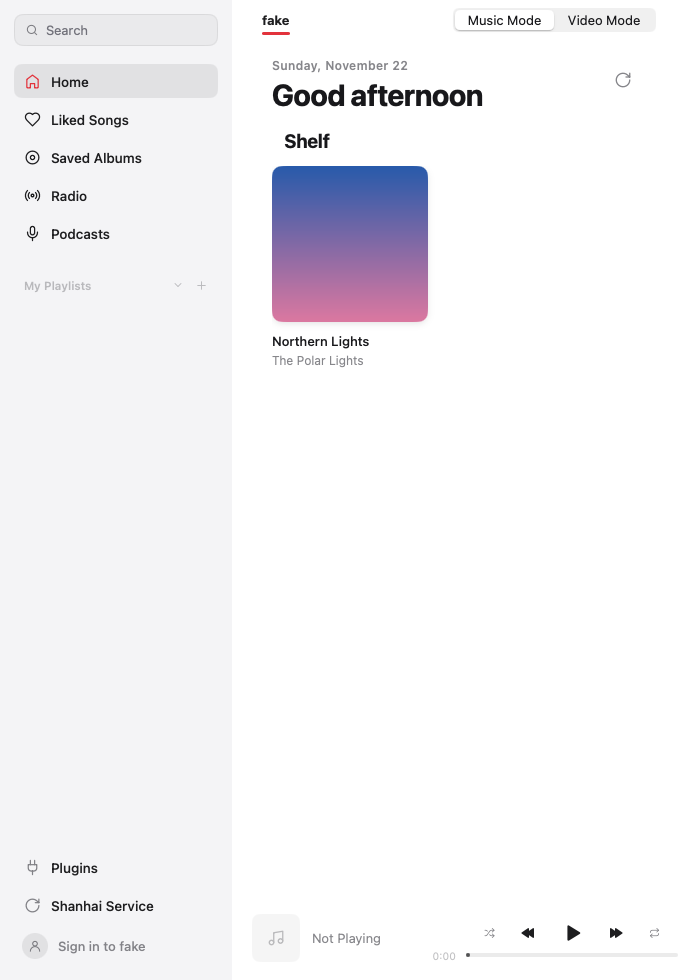 Search
Home
Liked Songs
Saved Albums
Radio
Podcasts
My Playlists
Plugins
Shanhai Service
Sign in to fake
fake
Music Mode
Video Mode
Sunday, November 22
Good afternoon
Shelf
Northern Lights
The Polar Lights
Not Playing
0:00